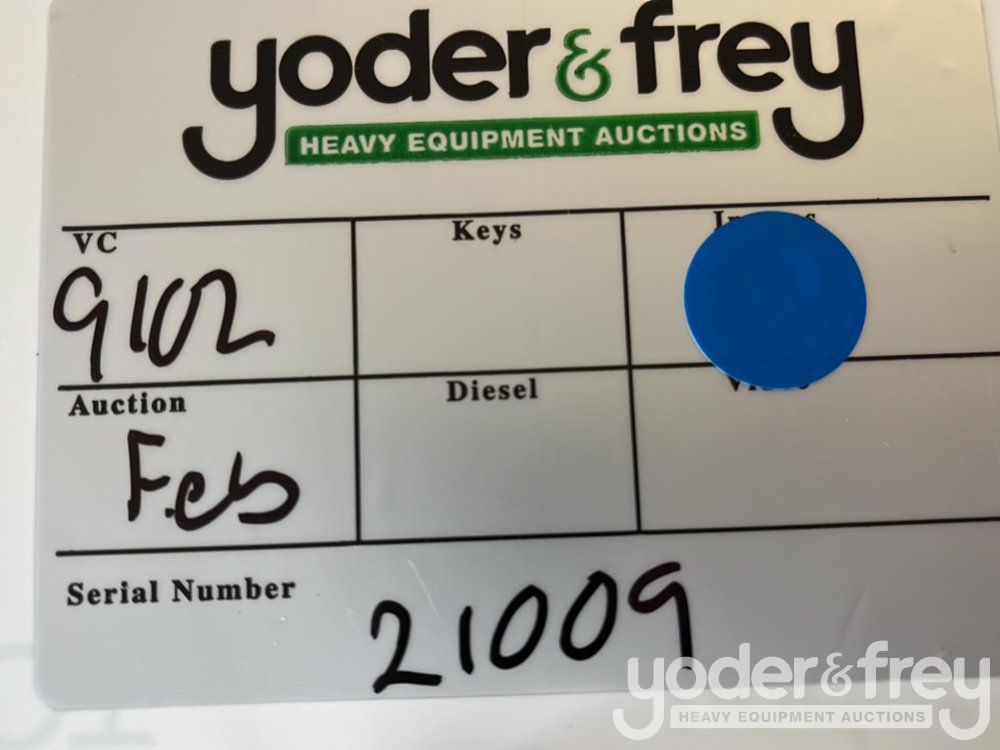 yoder & frey
HEAVY EQUIPMENT AUCTIONS
VC
Keys
9102
Auction
Diesel
Feb
Serial Number
21009
yoder & frey
HEAVY EQUIPMENT AUCTIONS